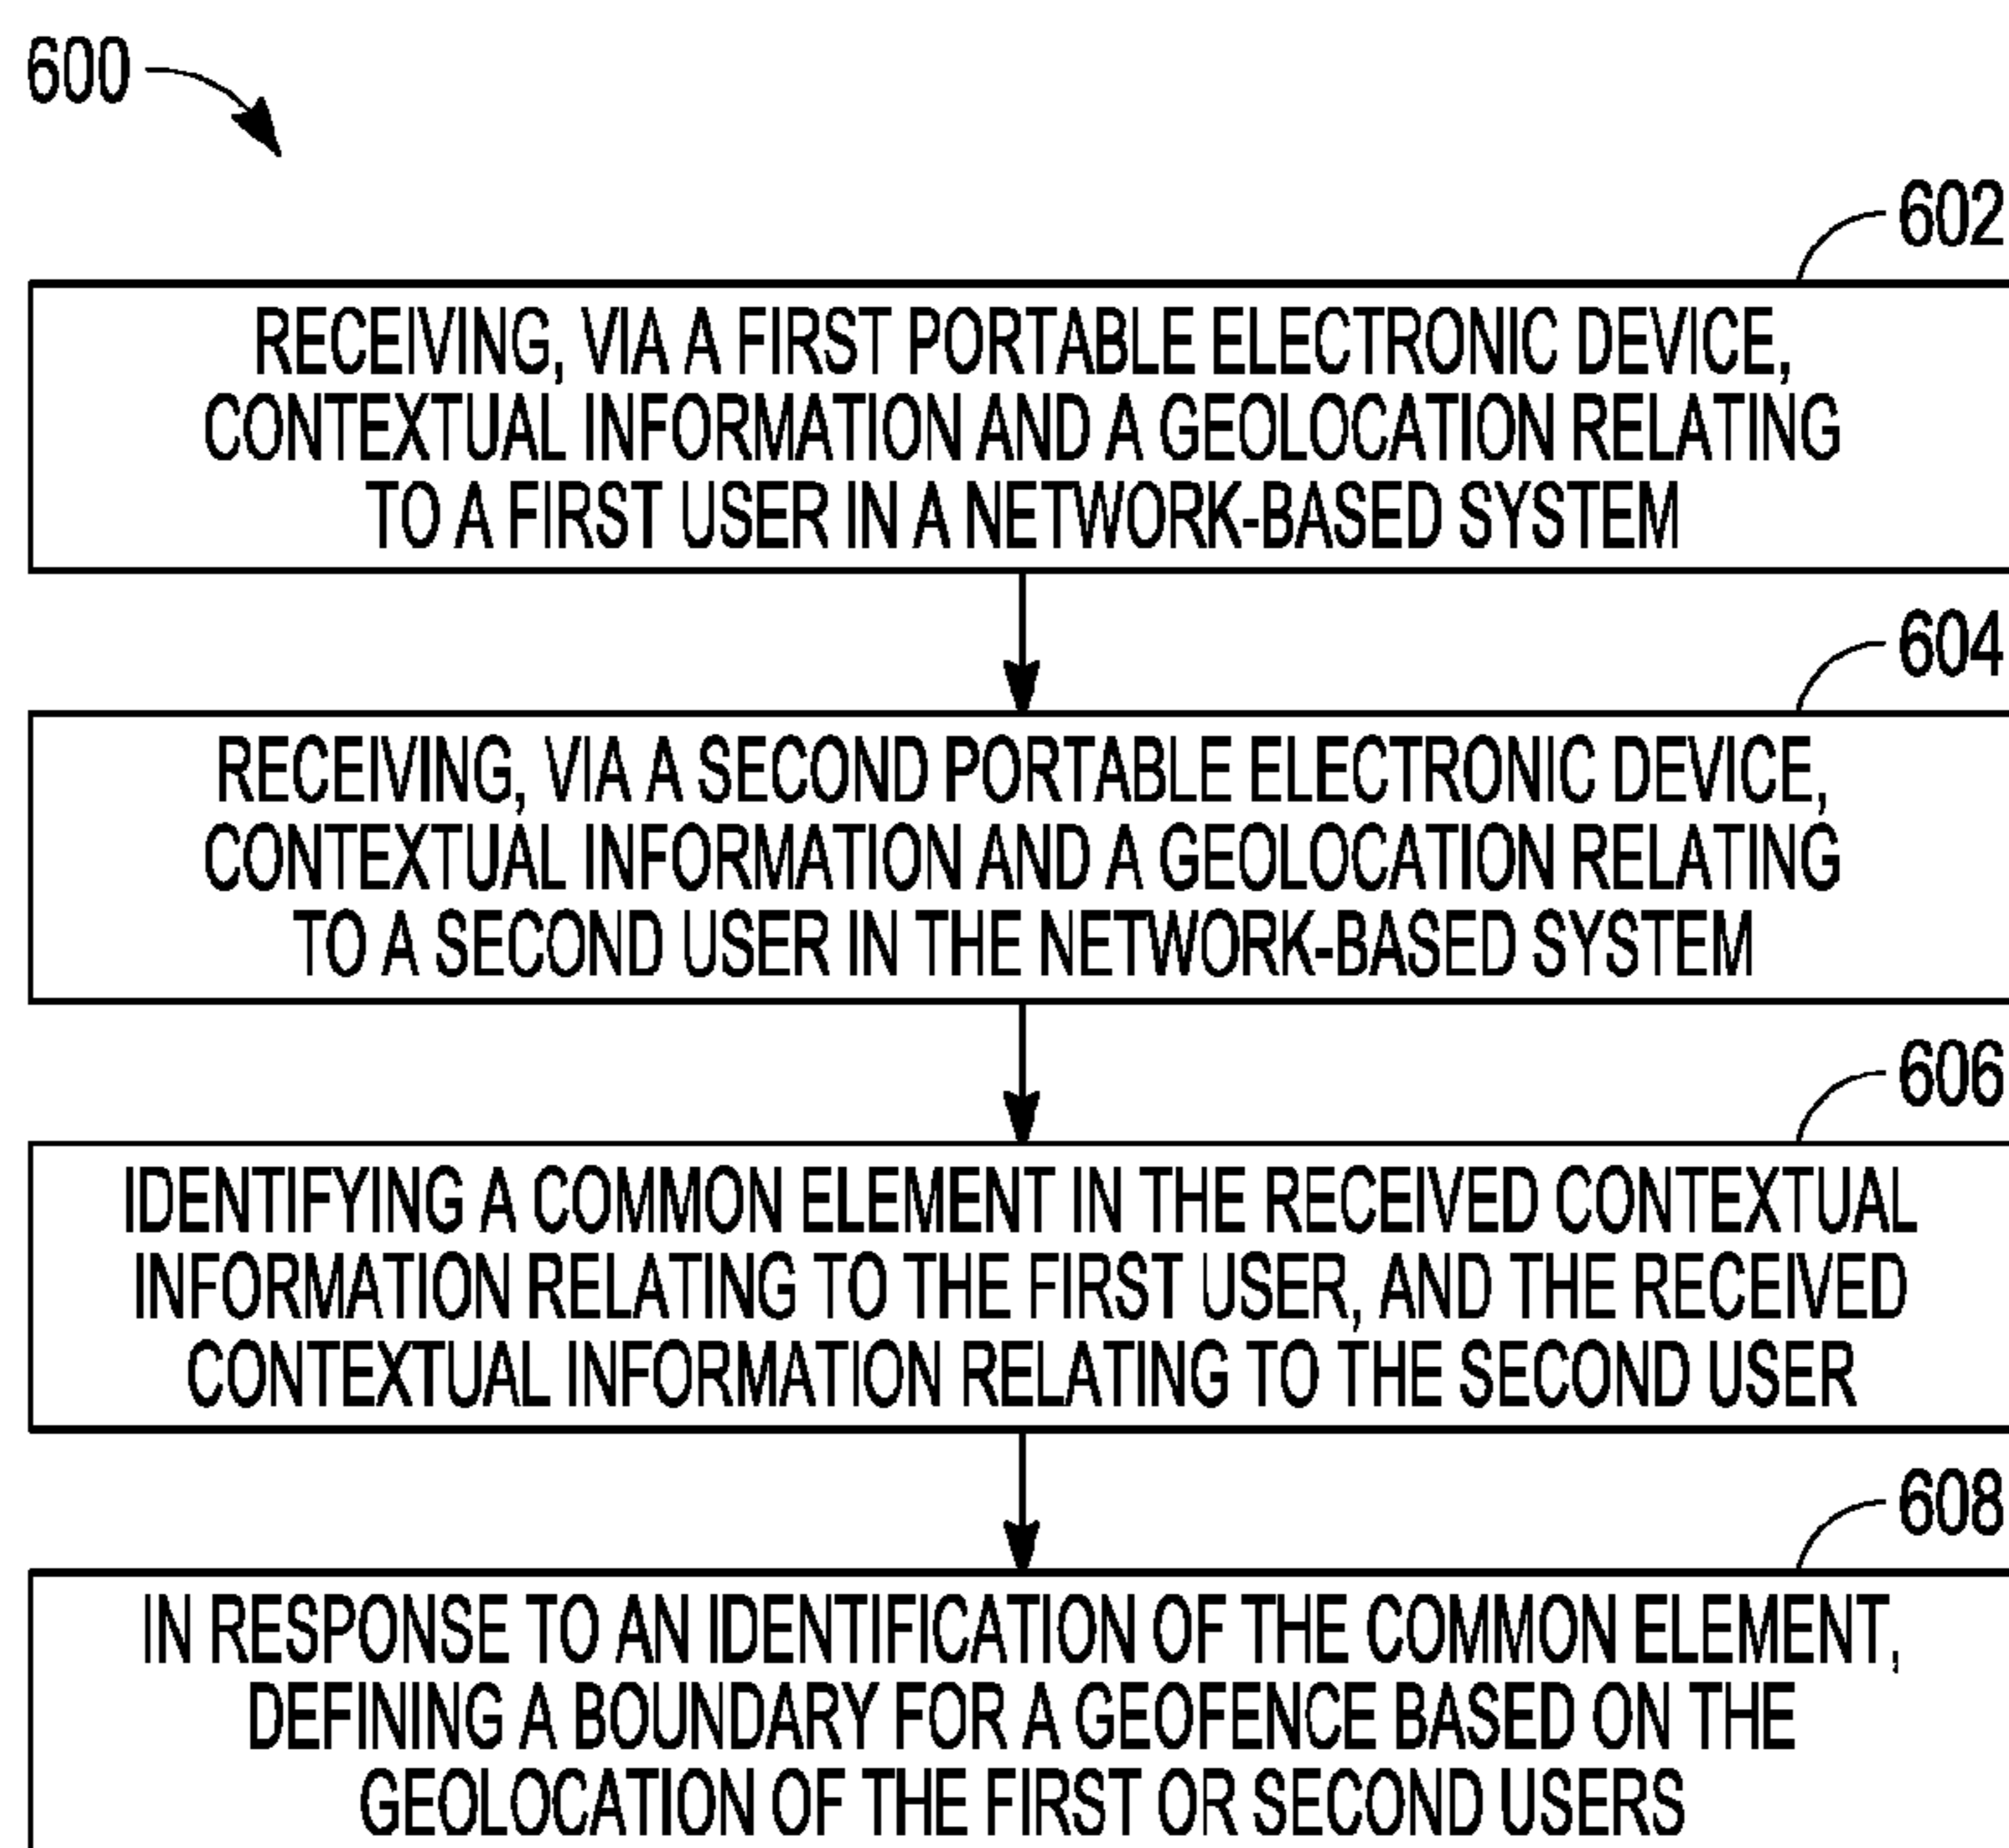 600
602
RECEIVING, VIA A FIRST PORTABLE ELECTRONIC DEVICE,
CONTEXTUAL INFORMATION AND A GEOLOCATION RELATING
TO A FIRST USER IN A NETWORK-BASED SYSTEM
604
RECEIVING, VIA A SECOND PORTABLE ELECTRONIC DEVICE,
CONTEXTUAL INFORMATION AND A GEOLOCATION RELATING
TO A SECOND USER IN THE NETWORK-BASED SYSTEM
606
IDENTIFYING A COMMON ELEMENT IN THE RECEIVED CONTEXTUAL
INFORMATION RELATING TO THE FIRST USER, AND THE RECEIVED
CONTEXTUAL INFORMATION RELATING TO THE SECOND USER
608
IN RESPONSE TO AN IDENTIFICATION OF THE COMMON ELEMENT,
DEFINING A BOUNDARY FOR A GEOFENCE BASED ON THE
GEOLOCATION OF THE FIRST OR SECOND USERS